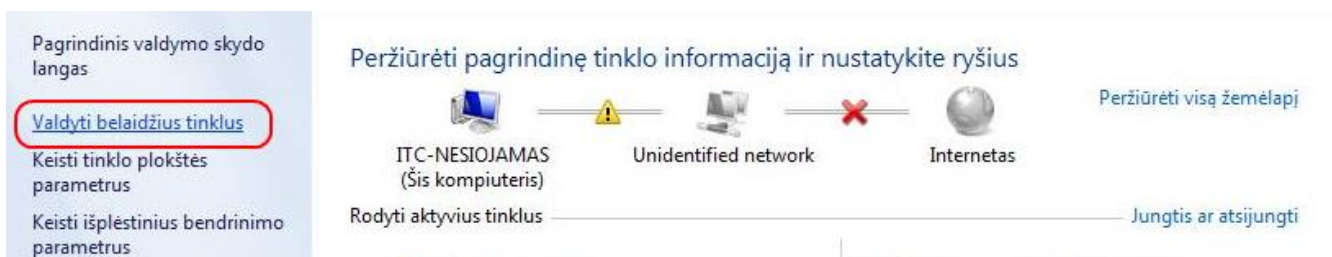 Pagrindinis valdymo skydo
langas
Valdyti belaidžius tinklus
Keisti tinklo plokštės
parametrus
Keisti išplėstinius bendrinimo
parametrus
Peržiūrėti pagrindinę tinklo informaciją ir nustatykite ryšius
Peržiūrėti visą žemėlapį
ITC-NESIOJAMAS
(Šis kompiuteris)
Unidentified network
Internetas
Rodyti aktyvius tinklus
Jungtis ar atsijungti